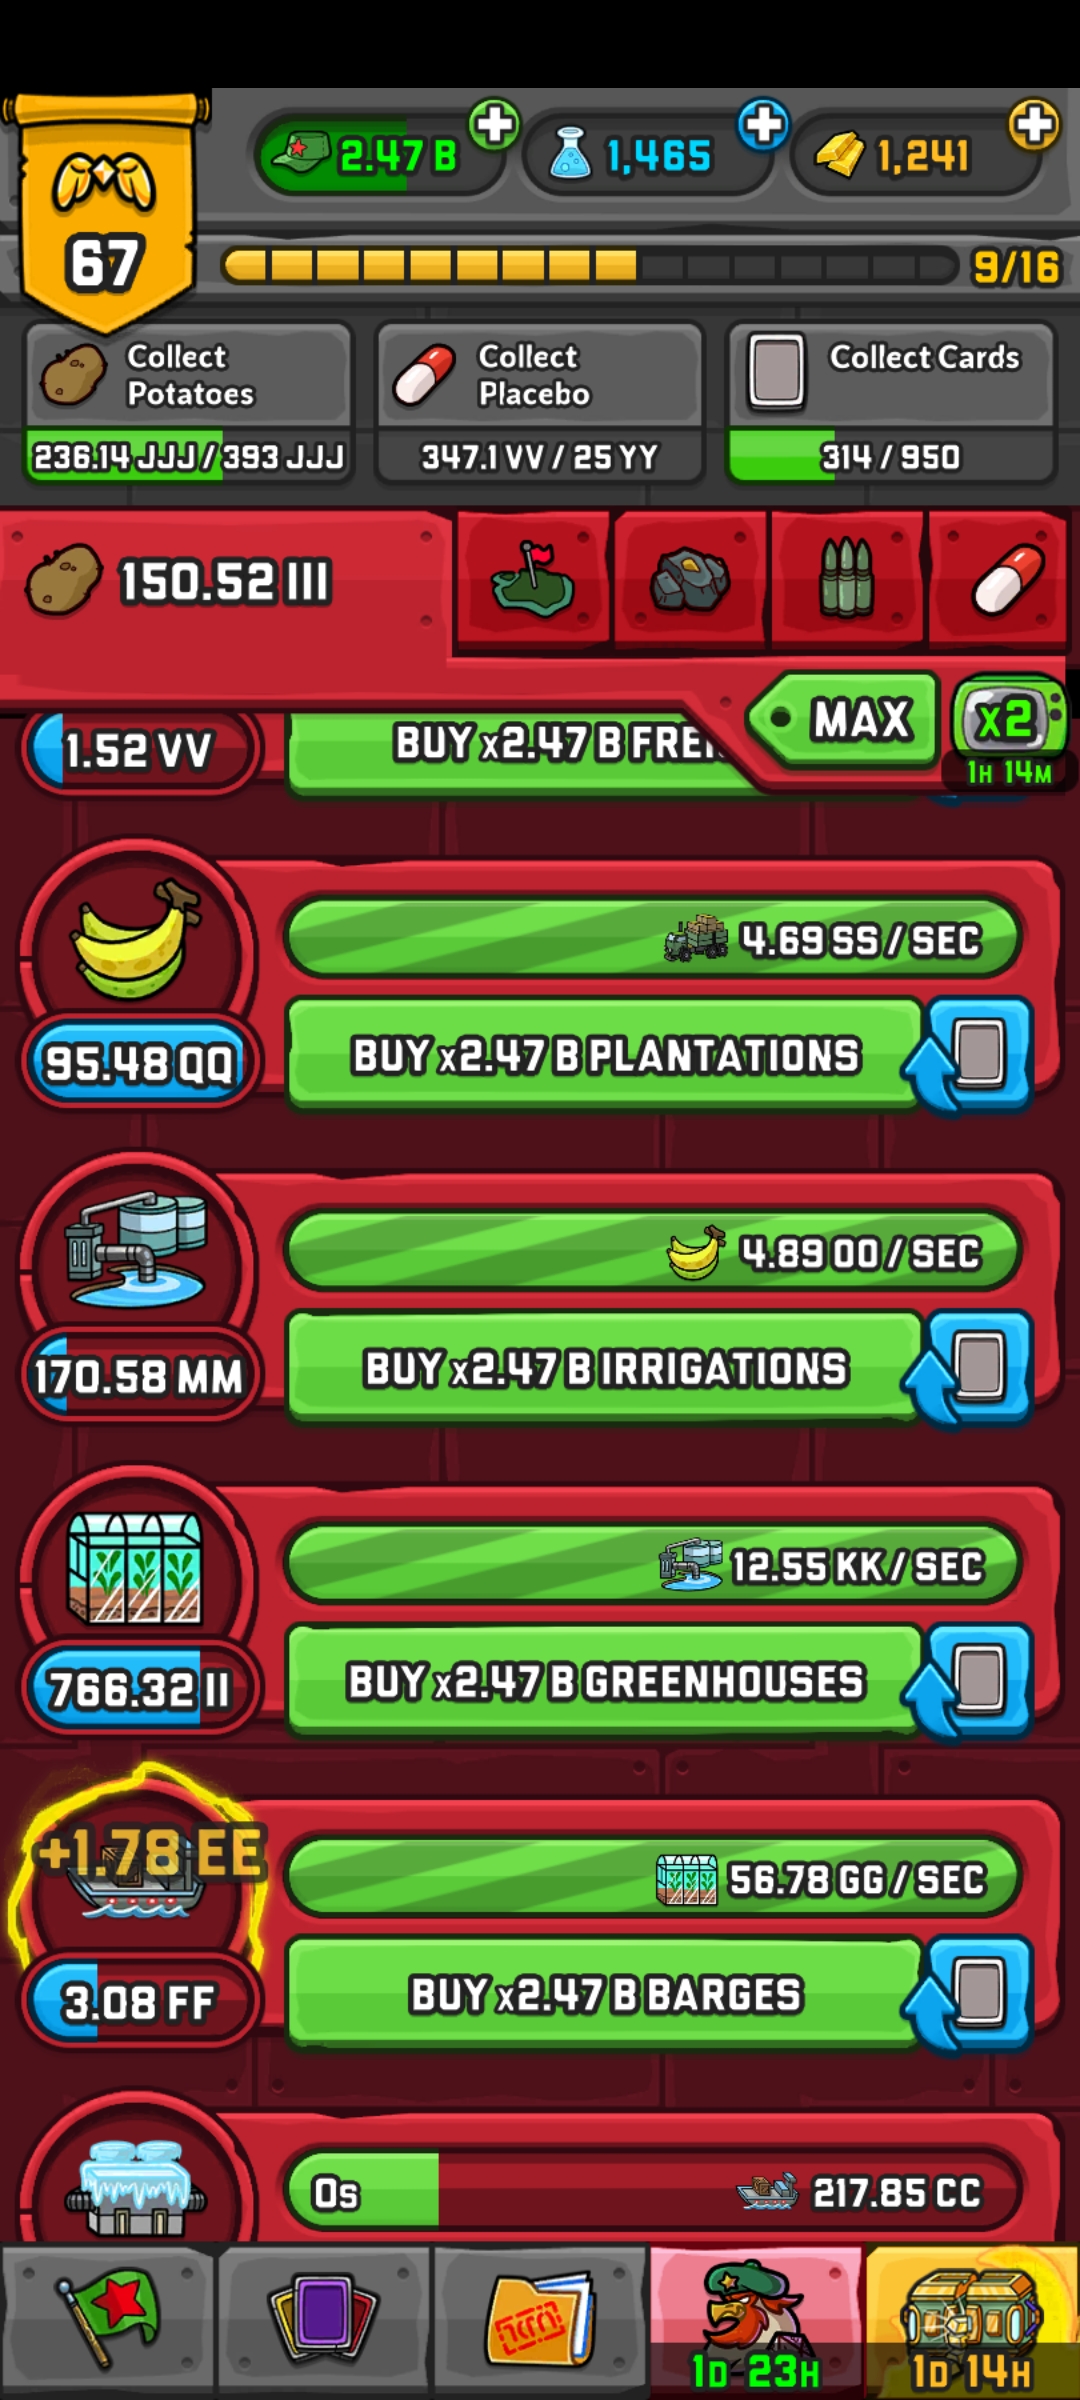 67
2.47 B
1,465
1,241
9/16
Collect Potatoes
236.14 JJJ / 393 JJJ
Collect Placebo
347.1 VV / 25 YY
Collect Cards
314 / 950
150.52 III
MAX
x2
1H 14M
1.52 VV
BUY x2.47 B
4.69 SS / SEC
95.48 QQ
BUY x2.47 B PLANTATIONS
4.89 OO / SEC
170.58 MM
BUY x2.47 B IRRIGATIONS
12.55 KK / SEC
766.32 II
BUY x2.47 B GREENHOUSES
+1.78 EE
56.78 GG / SEC
3.08 FF
BUY x2.47 B BARGES
0s
217.85 CC
1D 23H
1D 14H